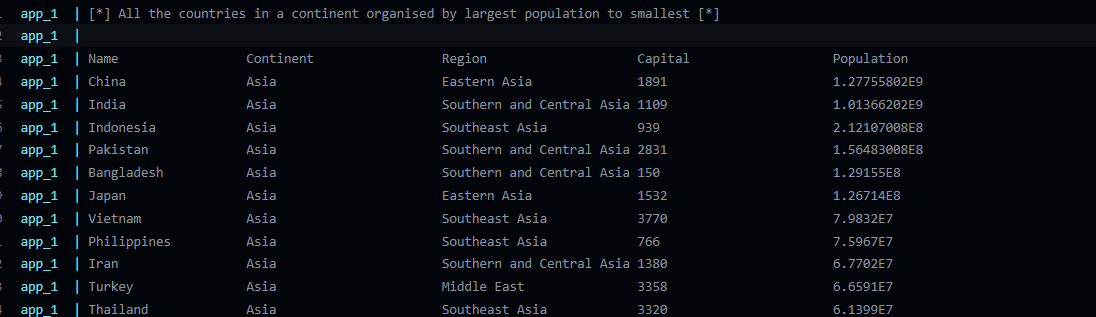 app_1 | [*] All the countries in a continent organised by largest population to smallest [*]
app_1 |
app_1 | Name Continent Region Capital Population
app_1 | China Asia Eastern Asia 1891 1.27755802E9
app_1 | India Asia Southern and Central Asia 1109 1.01366202E9
app_1 | Indonesia Asia Southeast Asia 939 2.12107008E8
app_1 | Pakistan Asia Southern and Central Asia 2831 1.56483008E8
app_1 | Bangladesh Asia Southern and Central Asia 150 1.29155E8
app_1 | Japan Asia Eastern Asia 1532 1.26714E8
app_1 | Vietnam Asia Southeast Asia 3770 7.9832E7
app_1 | Philippines Asia Southeast Asia 766 7.5967E7
app_1 | Iran Asia Southern and Central Asia 1380 6.7702E7
app_1 | Turkey Asia Middle East 3358 6.6591E7
app_1 | Thailand Asia Southeast Asia 3320 6.1399E7